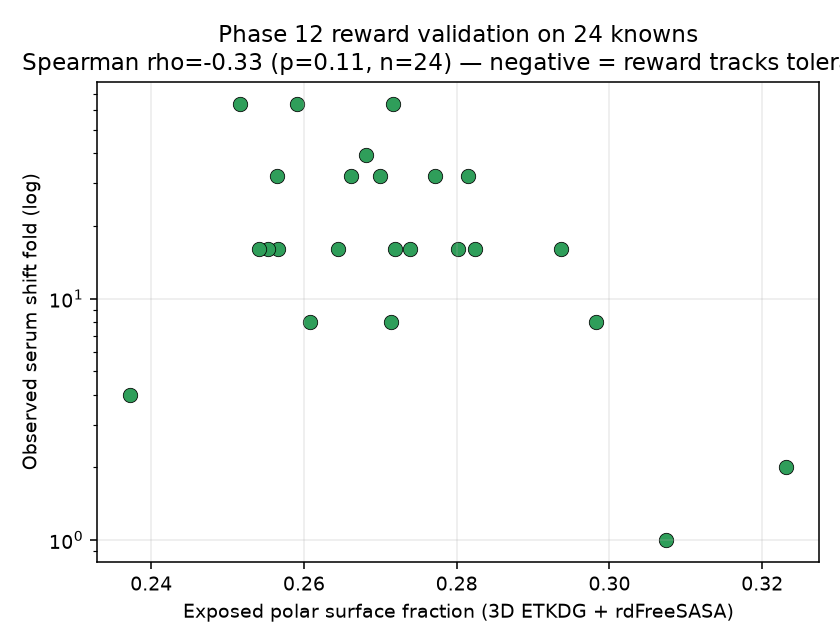 Phase 12 reward validation on 24 knowns
Spearman rho=-0.33 (p=0.11, n=24) — negative = reward tracks
Observed serum shift fold (log)
10¹
10⁰
0.24 0.26 0.28 0.30 0.32
Exposed polar surface fraction (3D ETKDG + rdFreeSASA)